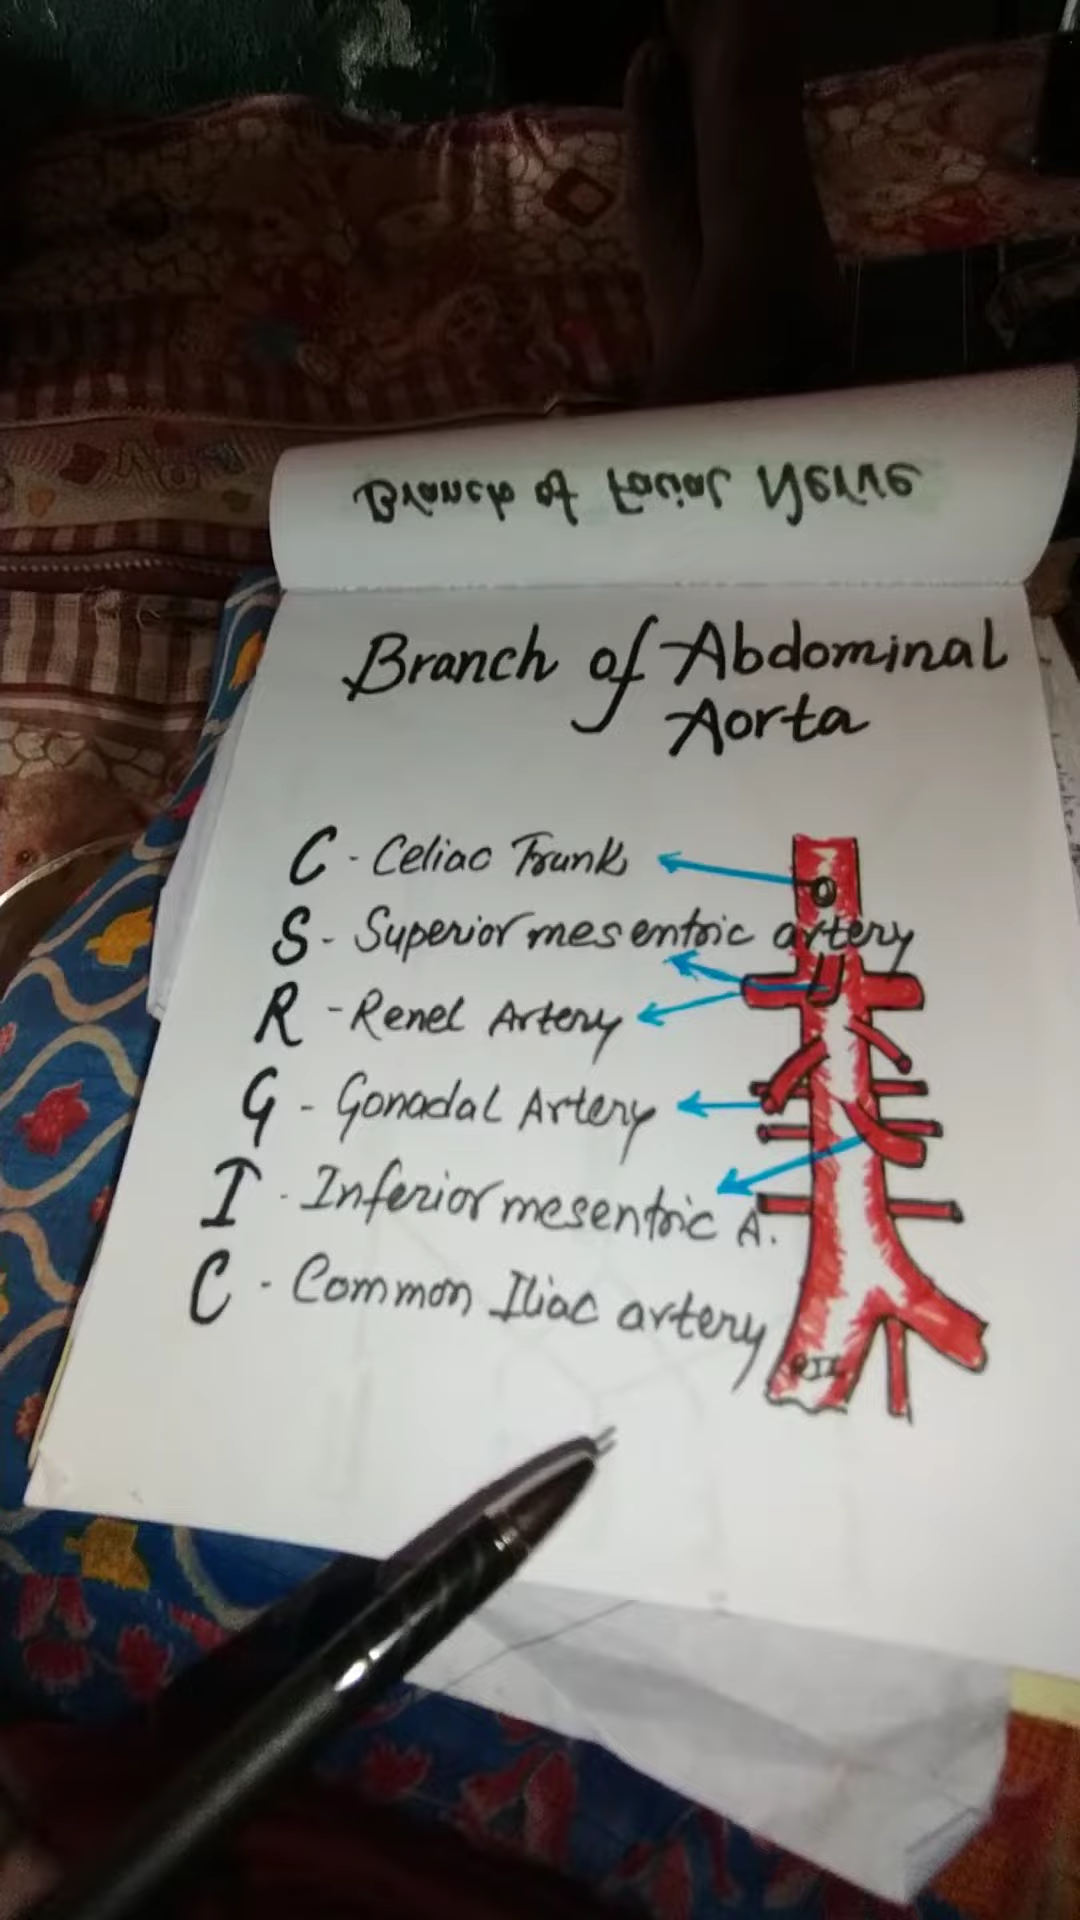 Branch of Facial Nerve
Branch of Abdominal
Aorta
C - Celiac Trunk
S - Superior mesentric artery
R - Renel Artery
G - Gonadal Artery
I - Inferior mesentric A.
C - Common Iliac artery